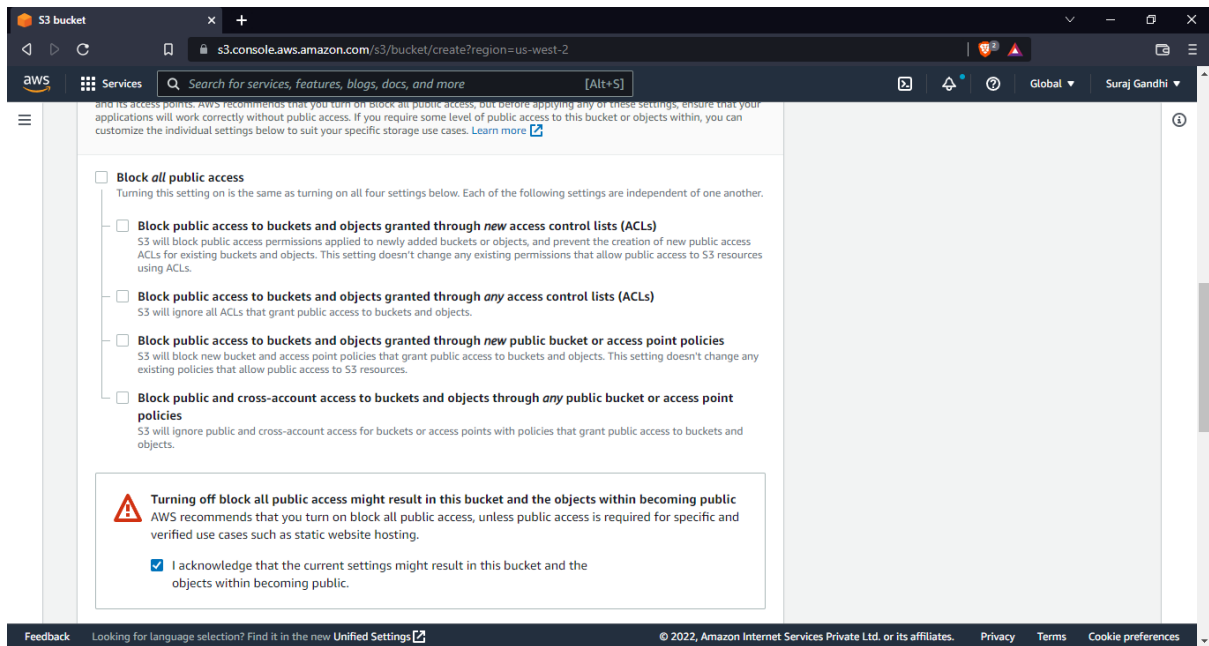 S3 bucket
s3.console.aws.amazon.com/s3/bucket/create?region=us-west-2
2
aws
Services
Search for services, features, blogs, docs, and more
[Alt+S]
Global
Suraj Gandhi
and its access points. AWS recommends that you turn on Block all public access, but before applying any of these settings, ensure that your
applications will work correctly without public access. If you require some level of public access to this bucket or objects within, you can
customize the individual settings below to suit your specific storage use cases. Learn more
Block all public access
Turning this setting on is the same as turning on all four settings below. Each of the following settings are independent of one another.
Block public access to buckets and objects granted through new access control lists (ACLs)
S3 will block public access permissions applied to newly added buckets or objects, and prevent the creation of new public access
ACLs for existing buckets and objects. This setting doesn't change any existing permissions that allow public access to S3 resources
using ACLs.
Block public access to buckets and objects granted through any access control lists (ACLs)
S3 will ignore all ACLs that grant public access to buckets and objects.
Block public access to buckets and objects granted through new public bucket or access point policies
S3 will block new bucket and access point policies that grant public access to buckets and objects. This setting doesn't change any
existing policies that allow public access to S3 resources.
Block public and cross-account access to buckets and objects through any public bucket or access point
policies
S3 will ignore public and cross-account access for buckets or access points with policies that grant public access to buckets and
objects.
Turning off block all public access might result in this bucket and the objects within becoming public
AWS recommends that you turn on block all public access, unless public access is required for specific and
verified use cases such as static website hosting.
I acknowledge that the current settings might result in this bucket and the
objects within becoming public.
Feedback
Looking for language selection? Find it in the new Unified Settings
© 2022, Amazon Internet Services Private Ltd. or its affiliates.
Privacy
Terms
Cookie preferences